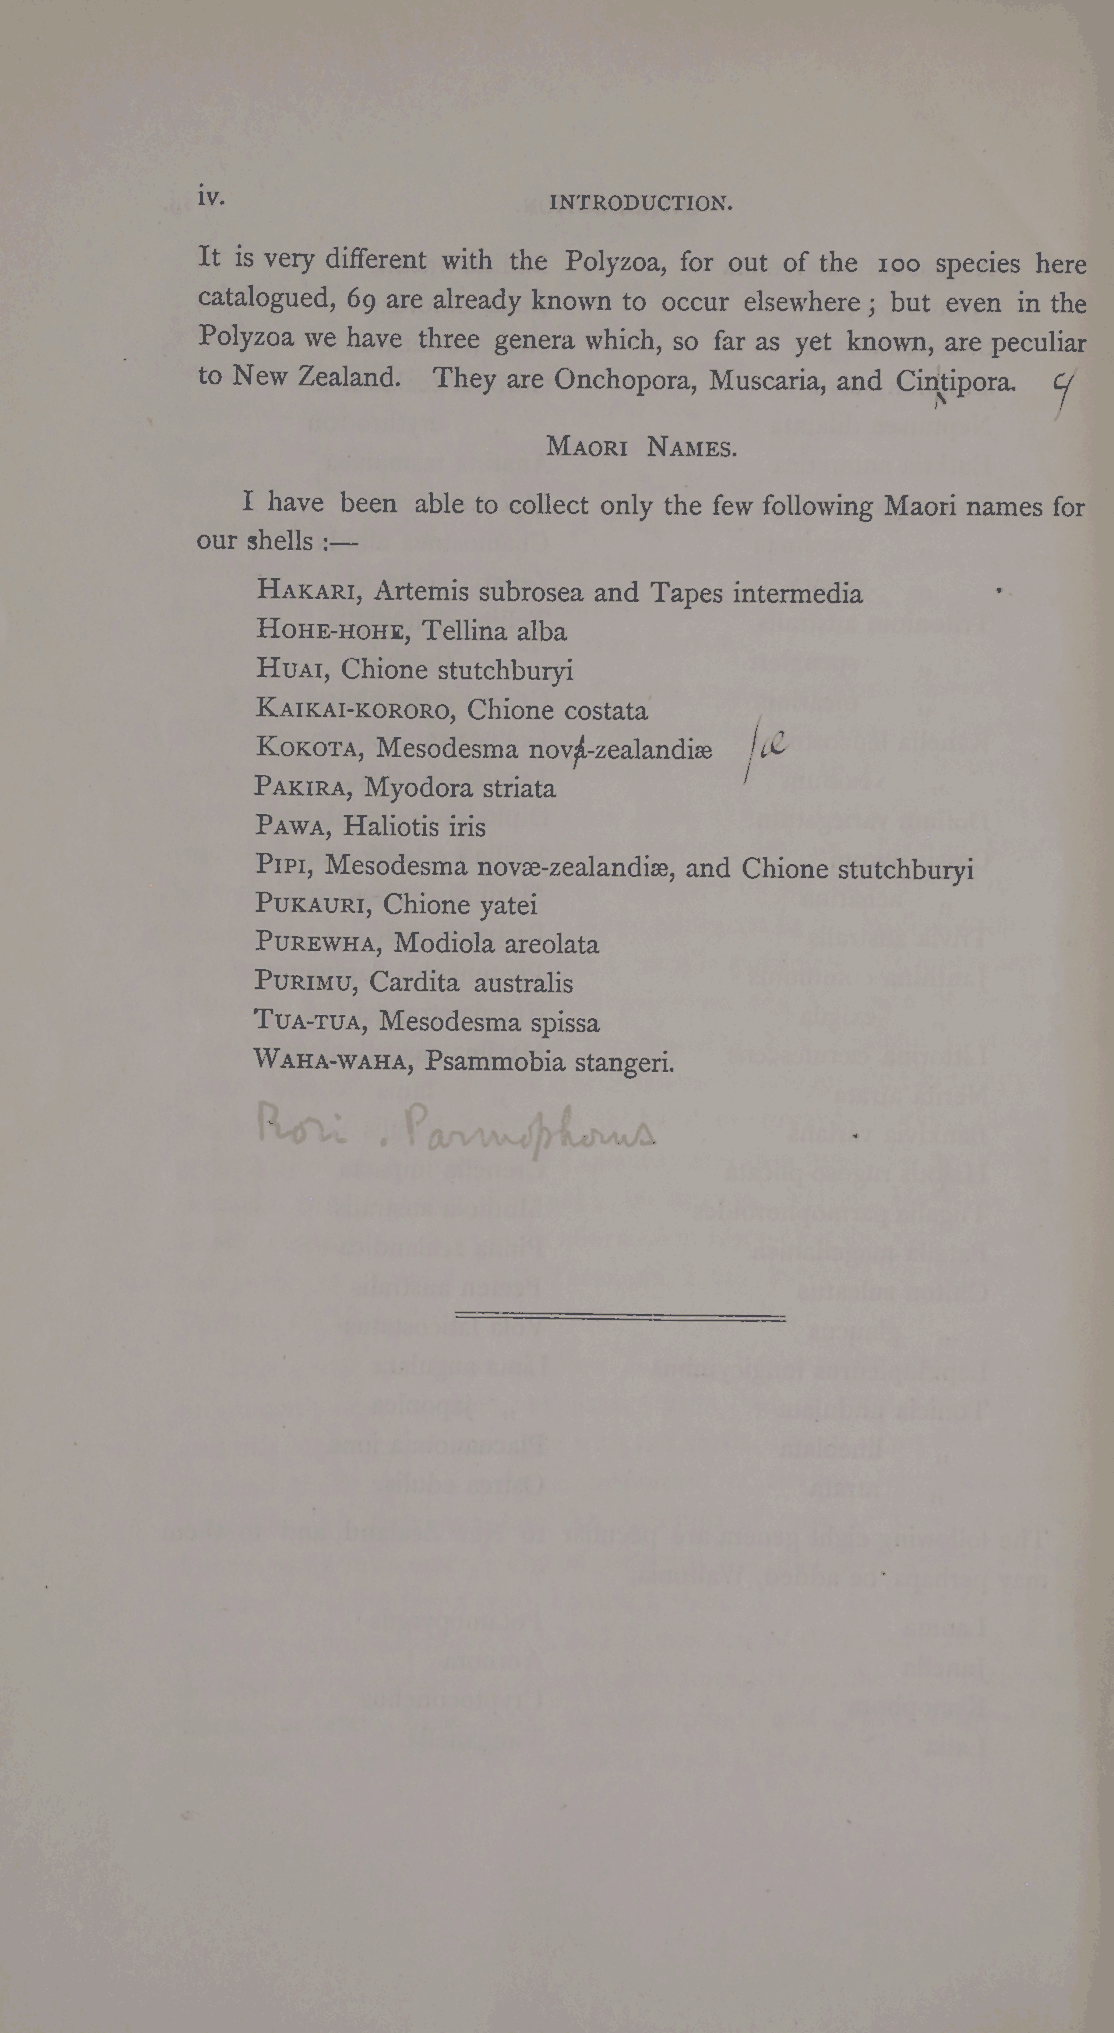 iv. INTRODUCTION.
It is very different with the Polyzoa, for out of the 100 species here
catalogued, 69 are already known to occur elsewhere; but even in the
Polyzoa we have three genera which, so far as yet known, are peculiar
to New Zealand. They are Onchopora, Muscaria, and Cintipora.
MAORI NAMES.
I have been able to collect only the few following Maori names for
our shells :—
HAKARI, Artemis subrosea and Tapes intermedia
HOHE-HOHE, Tellina alba
HUAI, Chione stutchburyi
KAIKAI-KORORO, Chione costata
KOKOTA, Mesodesma nova-zealandiæ /æ
PAKIRA, Myodora striata
PAWA, Haliotis iris
PIPI, Mesodesma novæ-zealandiæ, and Chione stutchburyi
PUKAURI, Chione yatei
PUREWHA, Modiola areolata
PURIMU, Cardita australis
TUA-TUA, Mesodesma spissa
WAHA-WAHA, Psammobia stangeri.
Rori . Parmophorus